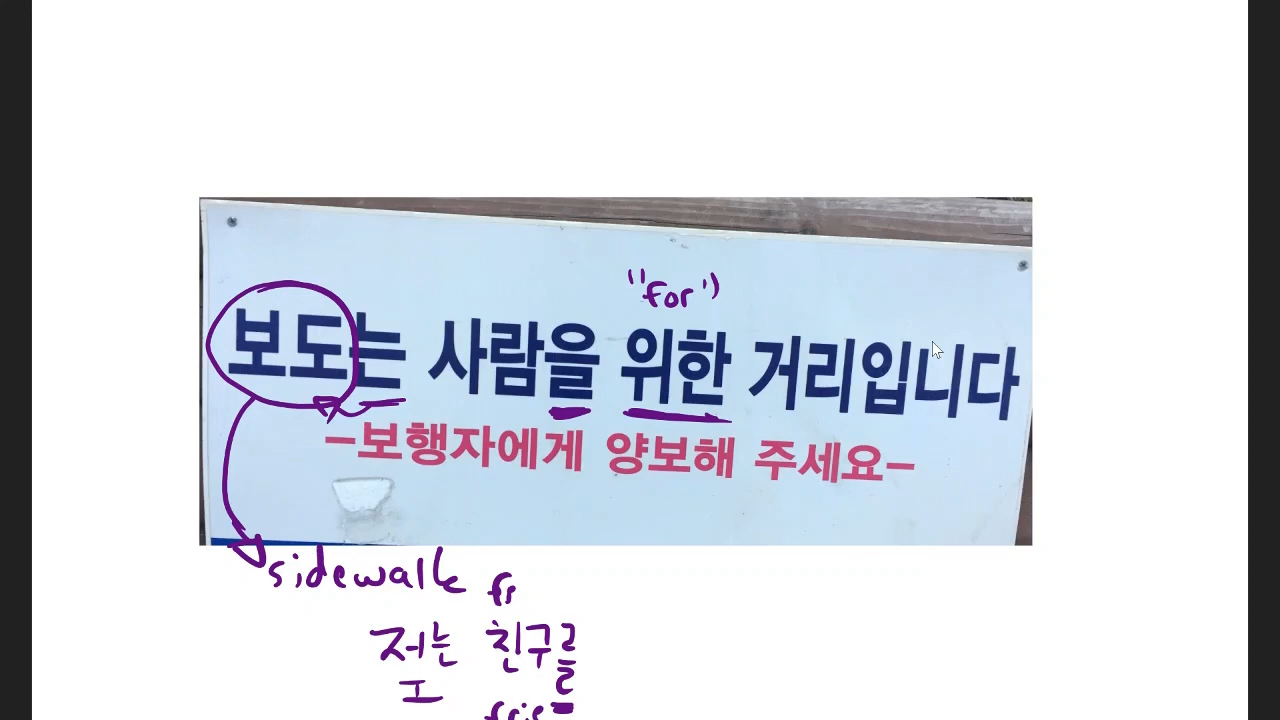 "for"
보도는 사람을 위한 거리입니다
-보행자에게 양보해 주세요-
sidewalk fr
저는 친구를
I